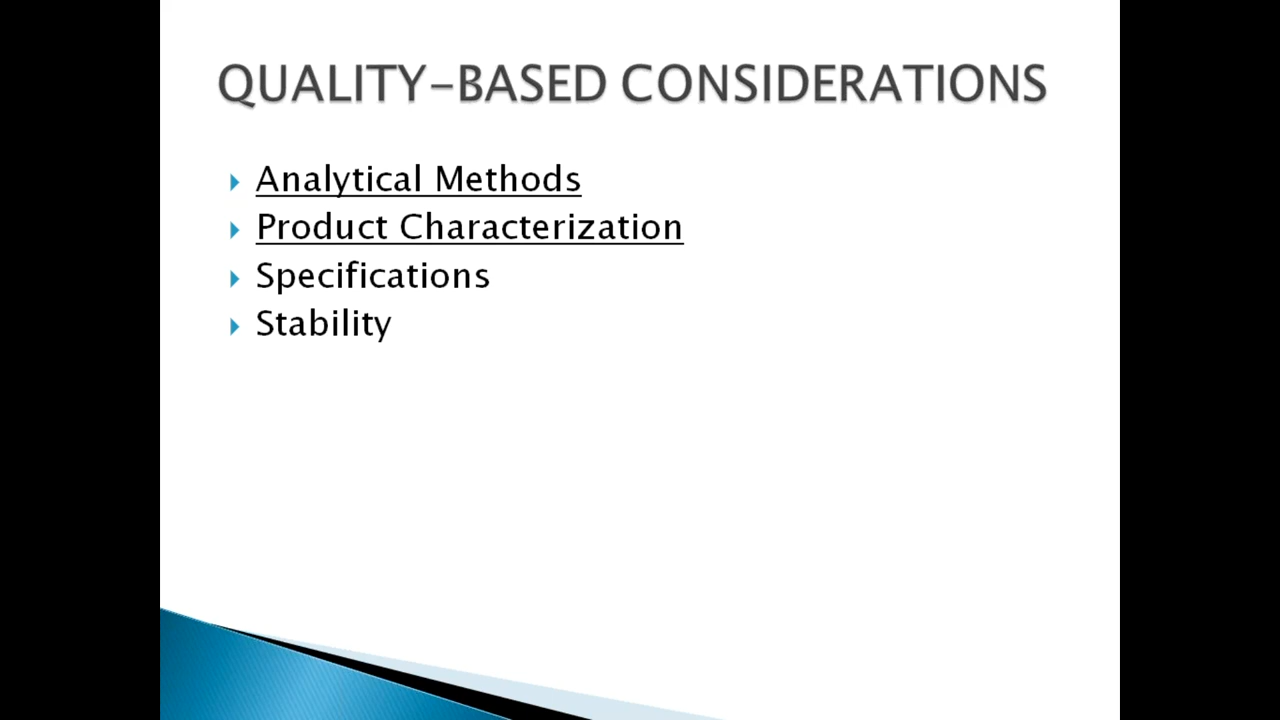 QUALITY-BASED CONSIDERATIONS
Analytical Methods
Product Characterization
Specifications
Stability